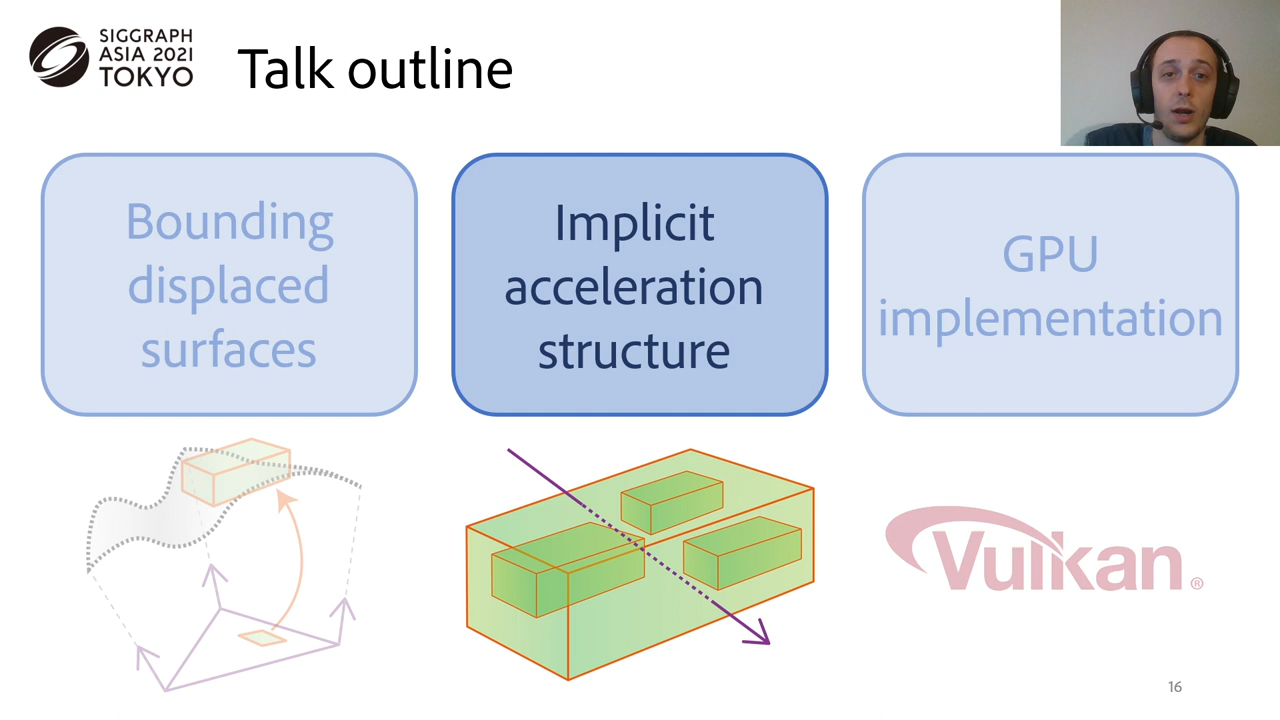 SIGGRAPH
ASIA 2021
TOKYO
Talk outline
Bounding
displaced
surfaces
Implicit
acceleration
structure
GPU
implementation
Vulkan®
16